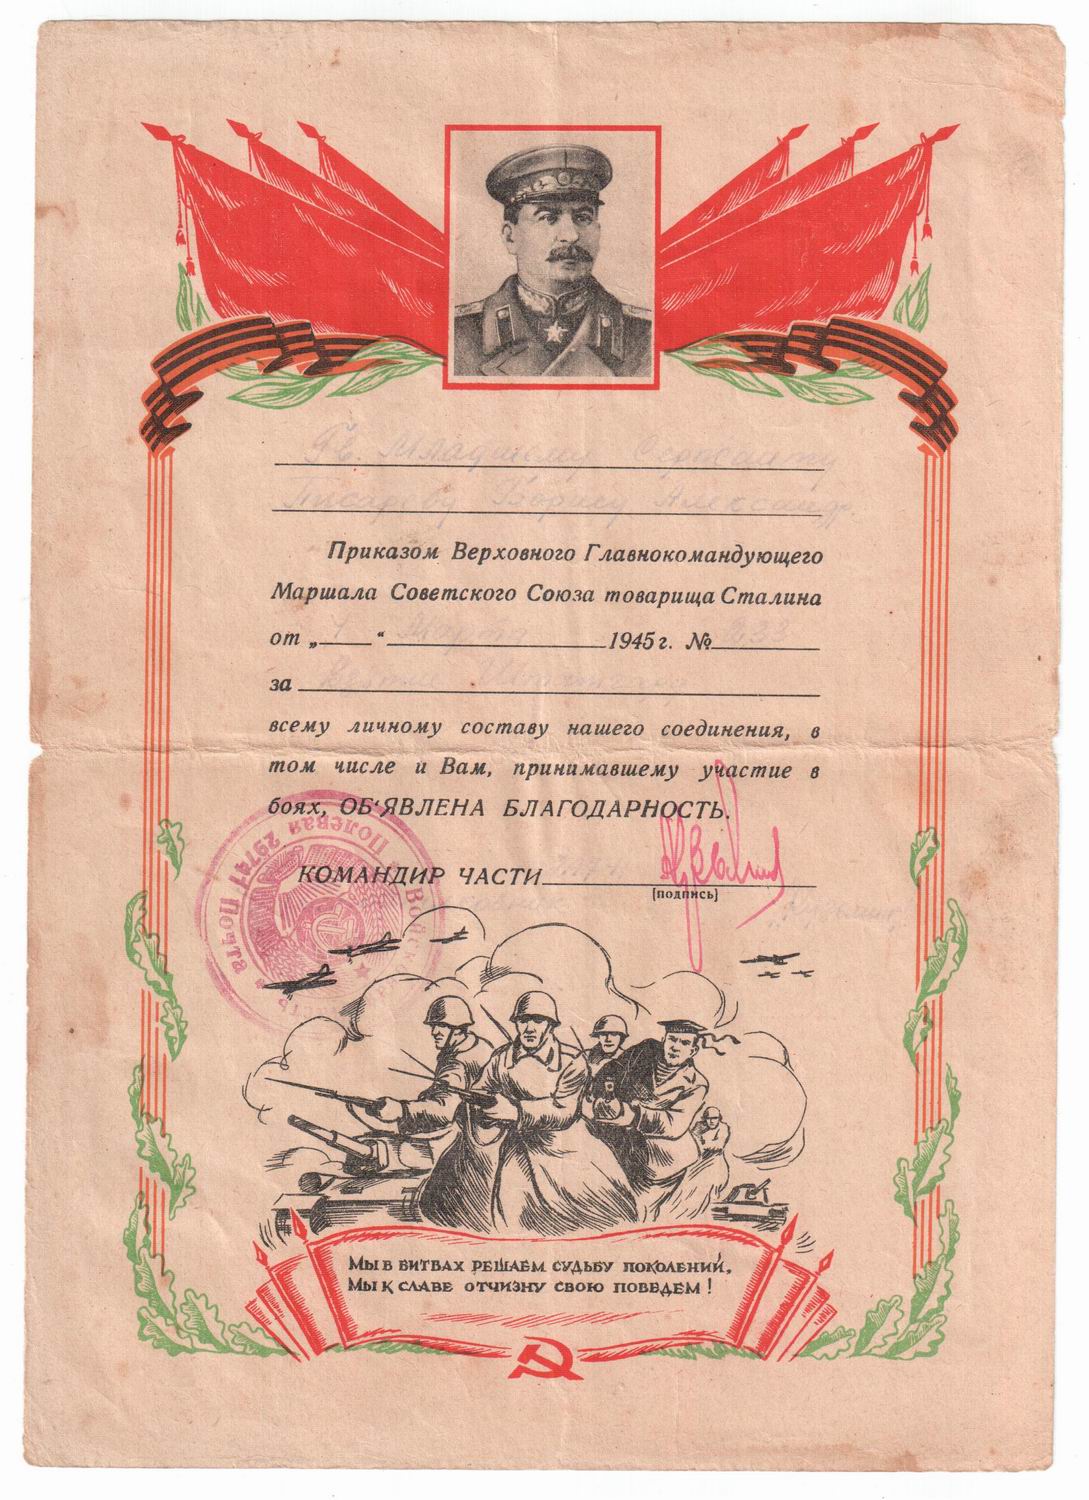 Гв. Младшему Сержанту
Писареву Борису Александр.
Приказом Верховного Главнокомандующего
Маршала Советского Союза товарища Сталина
от „ “ Марта 1945 г. №
за Взятие
всему личному составу нашего соединения, в
том числе и Вам, принимавшему участие в
боях, ОБ‘ЯВЛЕНА БЛАГОДАРНОСТЬ.
Полевая Почта 29741
КОМАНДИР ЧАСТИ
(подпись)
МЫ В БИТВАХ РЕШАЕМ СУДЬБУ ПОКОЛЕНИЙ,
МЫ К СЛАВЕ ОТЧИЗНУ СВОЮ ПОВЕДЕМ!